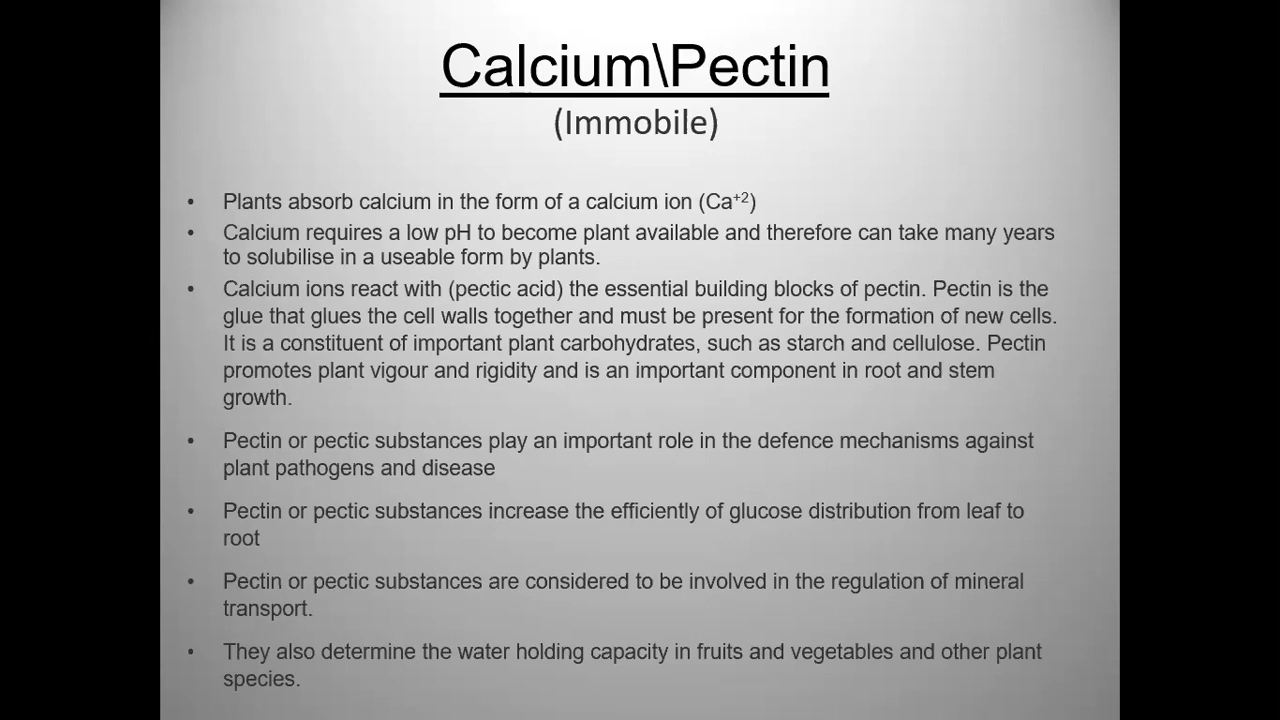 Calcium\Pectin
(Immobile)
• Plants absorb calcium in the form of a calcium ion (Ca⁺²)
• Calcium requires a low pH to become plant available and therefore can take many years
to solubilise in a useable form by plants.
• Calcium ions react with (pectic acid) the essential building blocks of pectin. Pectin is the
glue that glues the cell walls together and must be present for the formation of new cells.
It is a constituent of important plant carbohydrates, such as starch and cellulose. Pectin
promotes plant vigour and rigidity and is an important component in root and stem
growth.
• Pectin or pectic substances play an important role in the defence mechanisms against
plant pathogens and disease
• Pectin or pectic substances increase the efficiently of glucose distribution from leaf to
root
• Pectin or pectic substances are considered to be involved in the regulation of mineral
transport.
• They also determine the water holding capacity in fruits and vegetables and other plant
species.